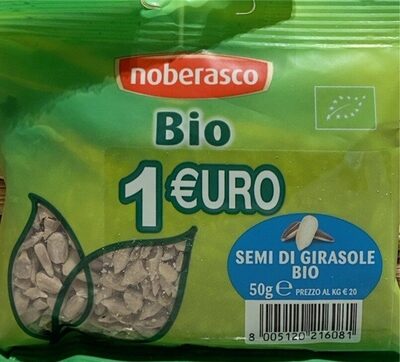 noberasco
Bio
1 €URO
SEMI DI GIRASOLE
BIO
50g e PREZZO AL KG € 20
8 005120 216081